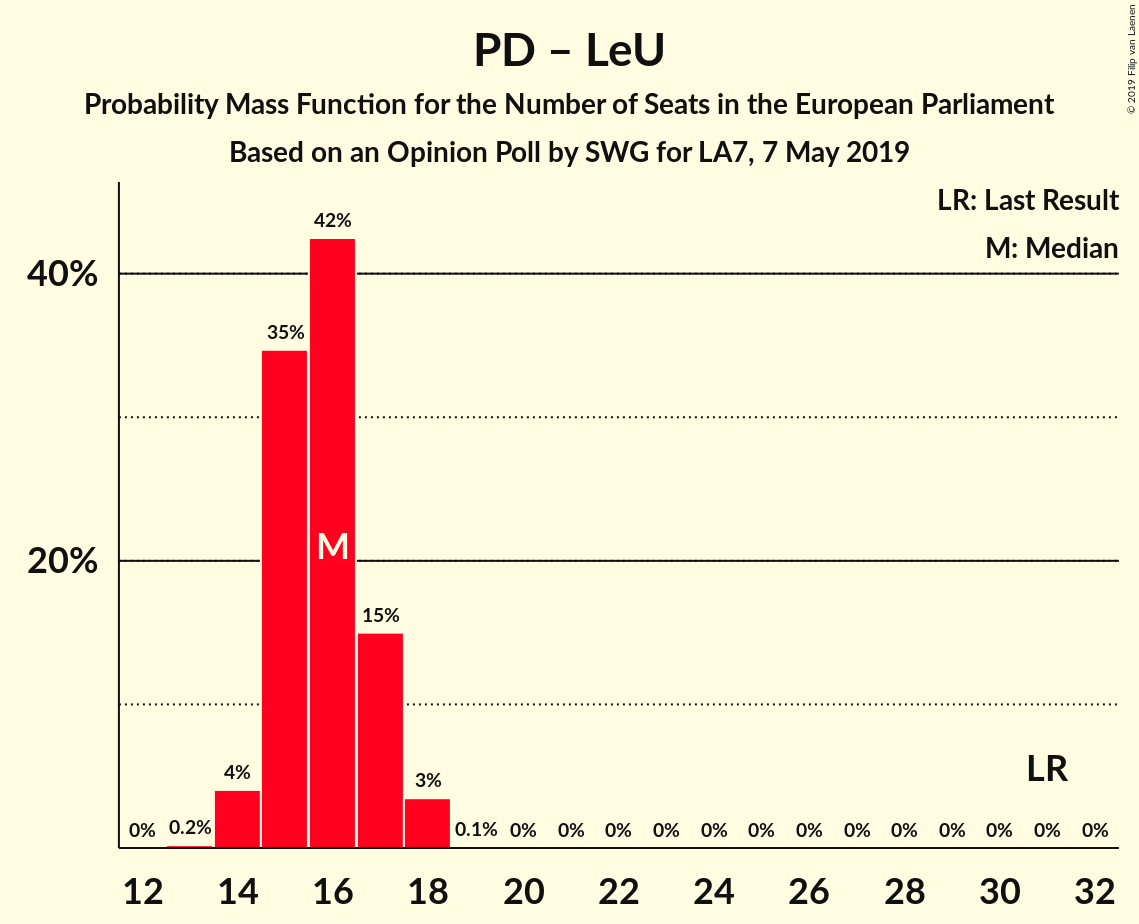 PD – LeU
Probability Mass Function for the Number of Seats in the European Parliament
Based on an Opinion Poll by SWG for LA7, 7 May 2019
© 2019 Filip van Laenen
LR: Last Result
M: Median
40%
20%
0%
0.2%
4%
35%
42%
15%
3%
0.1%
0%
0%
0%
0%
0%
0%
0%
0%
0%
0%
0%
0%
0%
M
LR
12 14 16 18 20 22 24 26 28 30 32